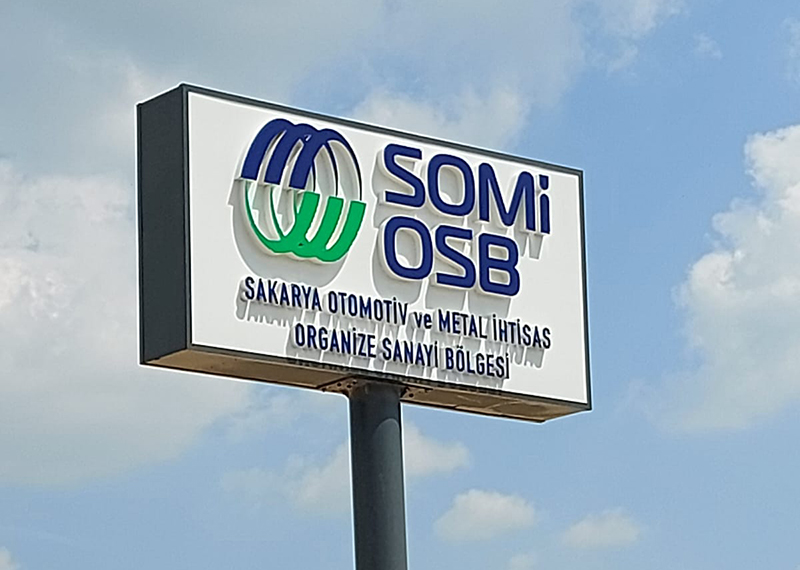 SOMi
OSB
SAKARYA OTOMOTİV ve METAL İHTİSAS
ORGANİZE SANAYİ BÖLGESİ